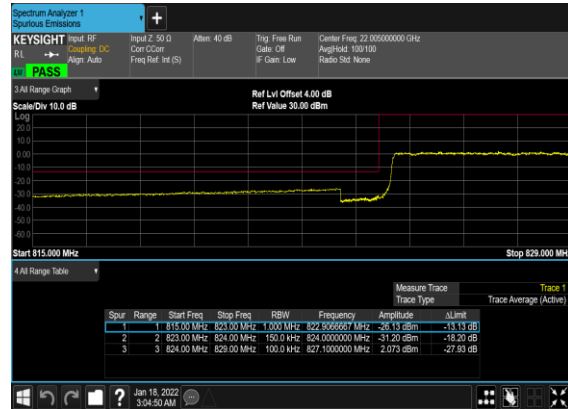 Spectrum Analyzer 1
Spurious Emissions
+
KEYSIGHT Input: RF Input Z: 50 Ω Atten: 40 dB Trig: Free Run Center Freq: 22.005000000 GHz
RL Coupling: DC Corr CCorr Gate: Off Avg|Hold: 100/100
Align: Auto Freq Ref: Int (S) IF Gain: Low Radio Std: None
LW PASS
3 All Range Graph Ref Lvl Offset 4.00 dB
Scale/Div 10.0 dB Ref Value 30.00 dBm
Log
20.0
10.0
0.00
-10.0
-20.0
-30.0
-40.0
-50.0
-60.0
Start 815.000 MHz Stop 829.000 MH
4 All Range Table
Measure Trace Trace 1
Trace Type Trace Average (Active)
Spur Range Start Freq Stop Freq RBW Frequency Amplitude ΔLimit
1 1 815.00 MHz 823.00 MHz 1.000 MHz 822.9066667 MHz -26.13 dBm -13.13 dB
2 2 823.00 MHz 824.00 MHz 150.0 kHz 824.0000000 MHz -31.20 dBm -18.20 dB
3 3 824.00 MHz 829.00 MHz 100.0 kHz 827.1000000 MHz 2.073 dBm -27.93 dB
? Jan 18, 2022
3:04:50 AM